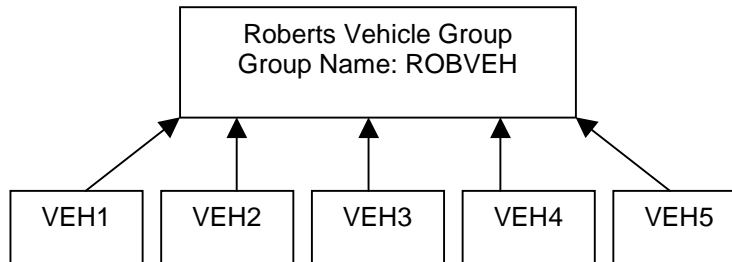 Roberts Vehicle Group
Group Name: ROBVEH
VEH1 VEH2 VEH3 VEH4 VEH5